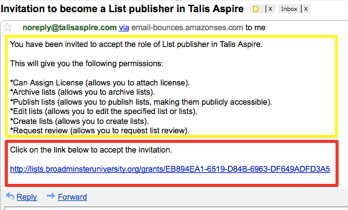 Invitation to become a List publisher in Talis Aspire
D X Inbox X
noreply@talisaspire.com via email-bounces.amazonses.com to me
You have been invited to accept the role of List publisher in Talis Aspire.
This will give you the following permissions:
*Can Assign License (allows you to attach license).
*Archive lists (allows you to archive lists).
*Publish lists (allows you to publish lists, making them publicly accessible).
*Edit lists (allows you to edit the specified list or lists).
*Create lists (allows you to create lists).
*Request review (allows you to request list review).
Click on the link below to accept the invitation.
http://lists.broadminsteruniversity.org/grants/EB894EA1-6519-D84B-6963-DF649ADFD3A5
Reply Forward